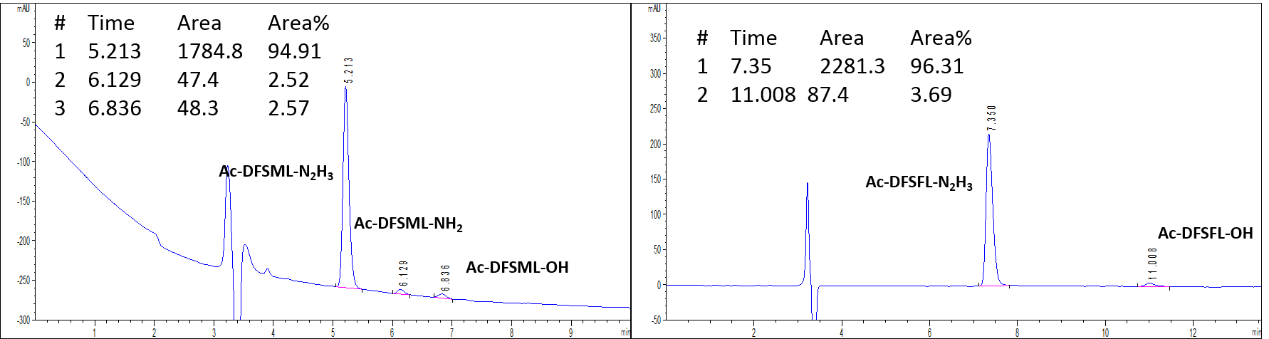 mAU
# Time Area Area%
1 5.213 1784.8 94.91
2 6.129 47.4 2.52
3 6.836 48.3 2.57
50
0
-50
-100
-150
-200
-250
-300
5.213
Ac-DFSML-N2H3
Ac-DFSML-NH2
Ac-DFSML-OH
6.129
6.836
1 2 3 4 5 6 7 8 9 min
mAU
# Time Area Area%
1 7.35 2281.3 96.31
2 11.008 87.4 3.69
350
300
250
200
150
100
50
0
-50
7.350
Ac-DFSFL-N2H3
Ac-DFSFL-OH
11.008
2 4 6 8 10 12 min